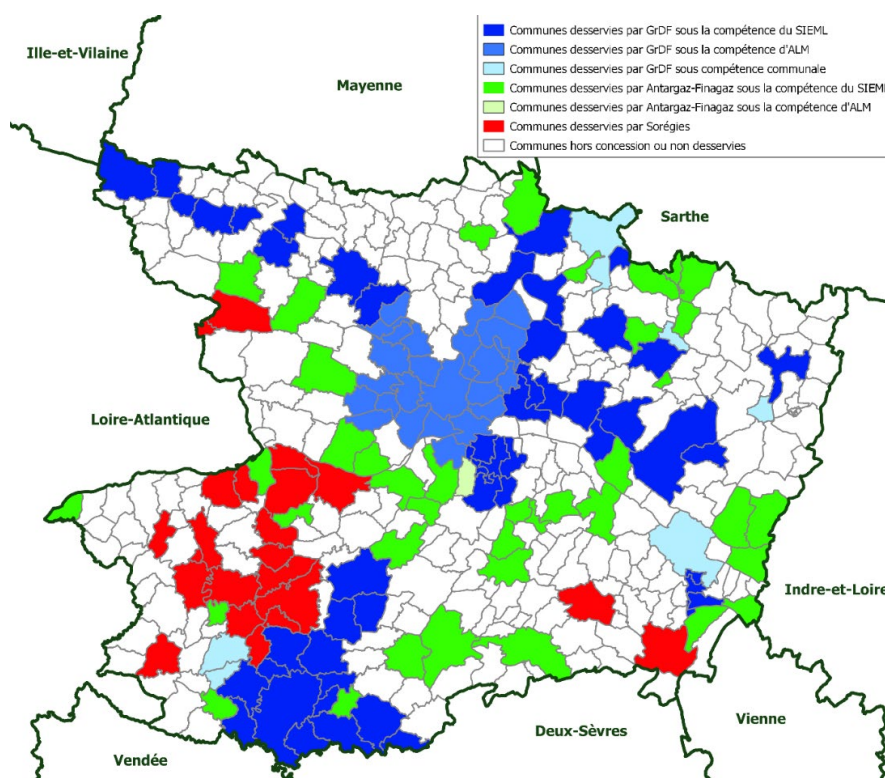 Communes desservies par GrDF sous la compétence du SIEML
Communes desservies par GrDF sous la compétence d'ALM
Communes desservies par GrDF sous compétence communale
Communes desservies par Antargaz-Finagaz sous la compétence du SIEM
Communes desservies par Antargaz-Finagaz sous la compétence d'ALM
Communes desservies par Sorégies
Communes hors concession ou non desservies
Ille-et-Vilaine
Mayenne
Sarthe
Loire-Atlantique
Indre-et-Loire
Deux-Sèvres
Vienne
Vendée